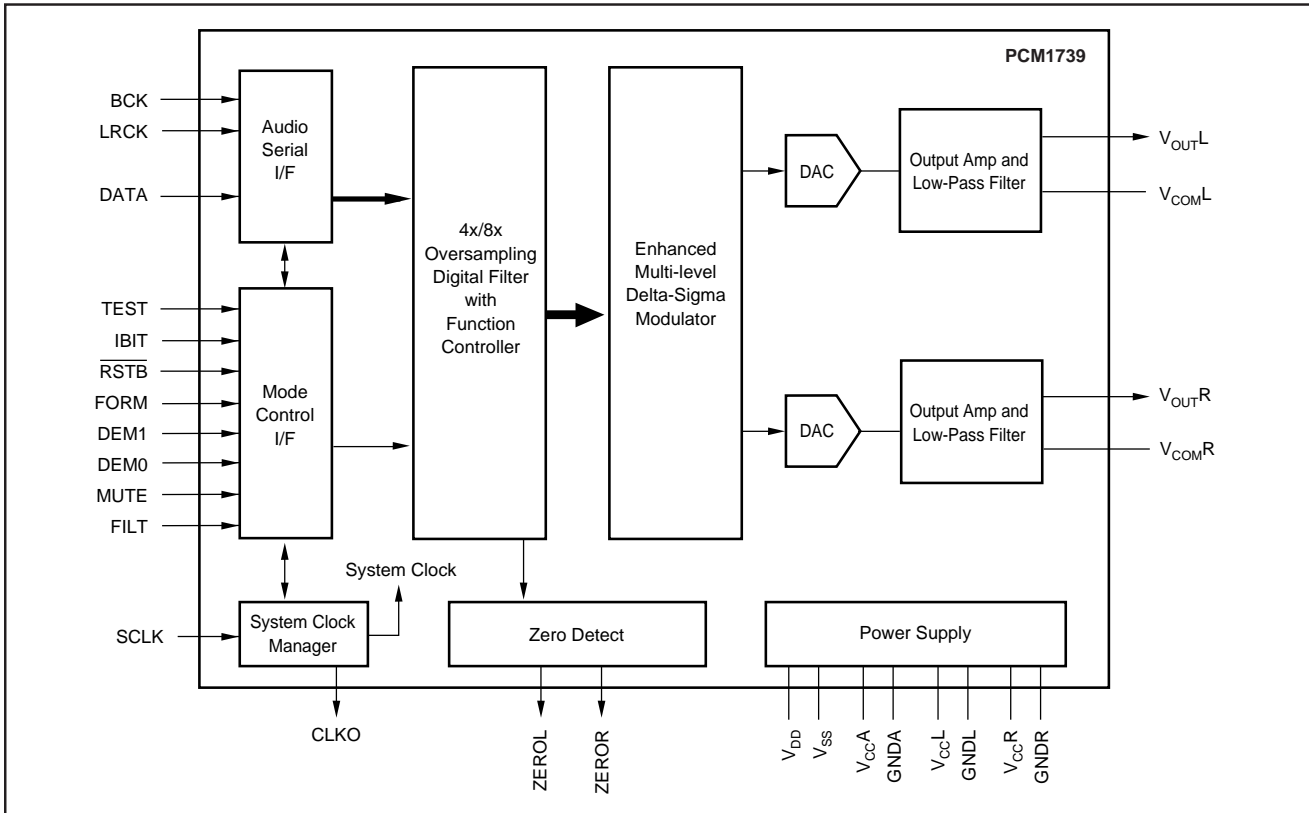 PCM1739
BCK
LRCK
DATA
Audio
Serial
I/F
TEST
IBIT
RSTB
FORM
DEM1
DEM0
MUTE
FILT
Mode
Control
I/F
SCLK
System Clock
Manager
System Clock
CLKO
4x/8x
Oversampling
Digital Filter
with
Function
Controller
Enhanced
Multi-level
Delta-Sigma
Modulator
DAC
Output Amp and
Low-Pass Filter
VOUTL
VCOML
DAC
Output Amp and
Low-Pass Filter
VOUTR
VCOMR
Zero Detect
ZEROL
ZEROR
Power Supply
VDD
VSS
VCCA
GNDA
VCCL
GNDL
VCCR
GNDR